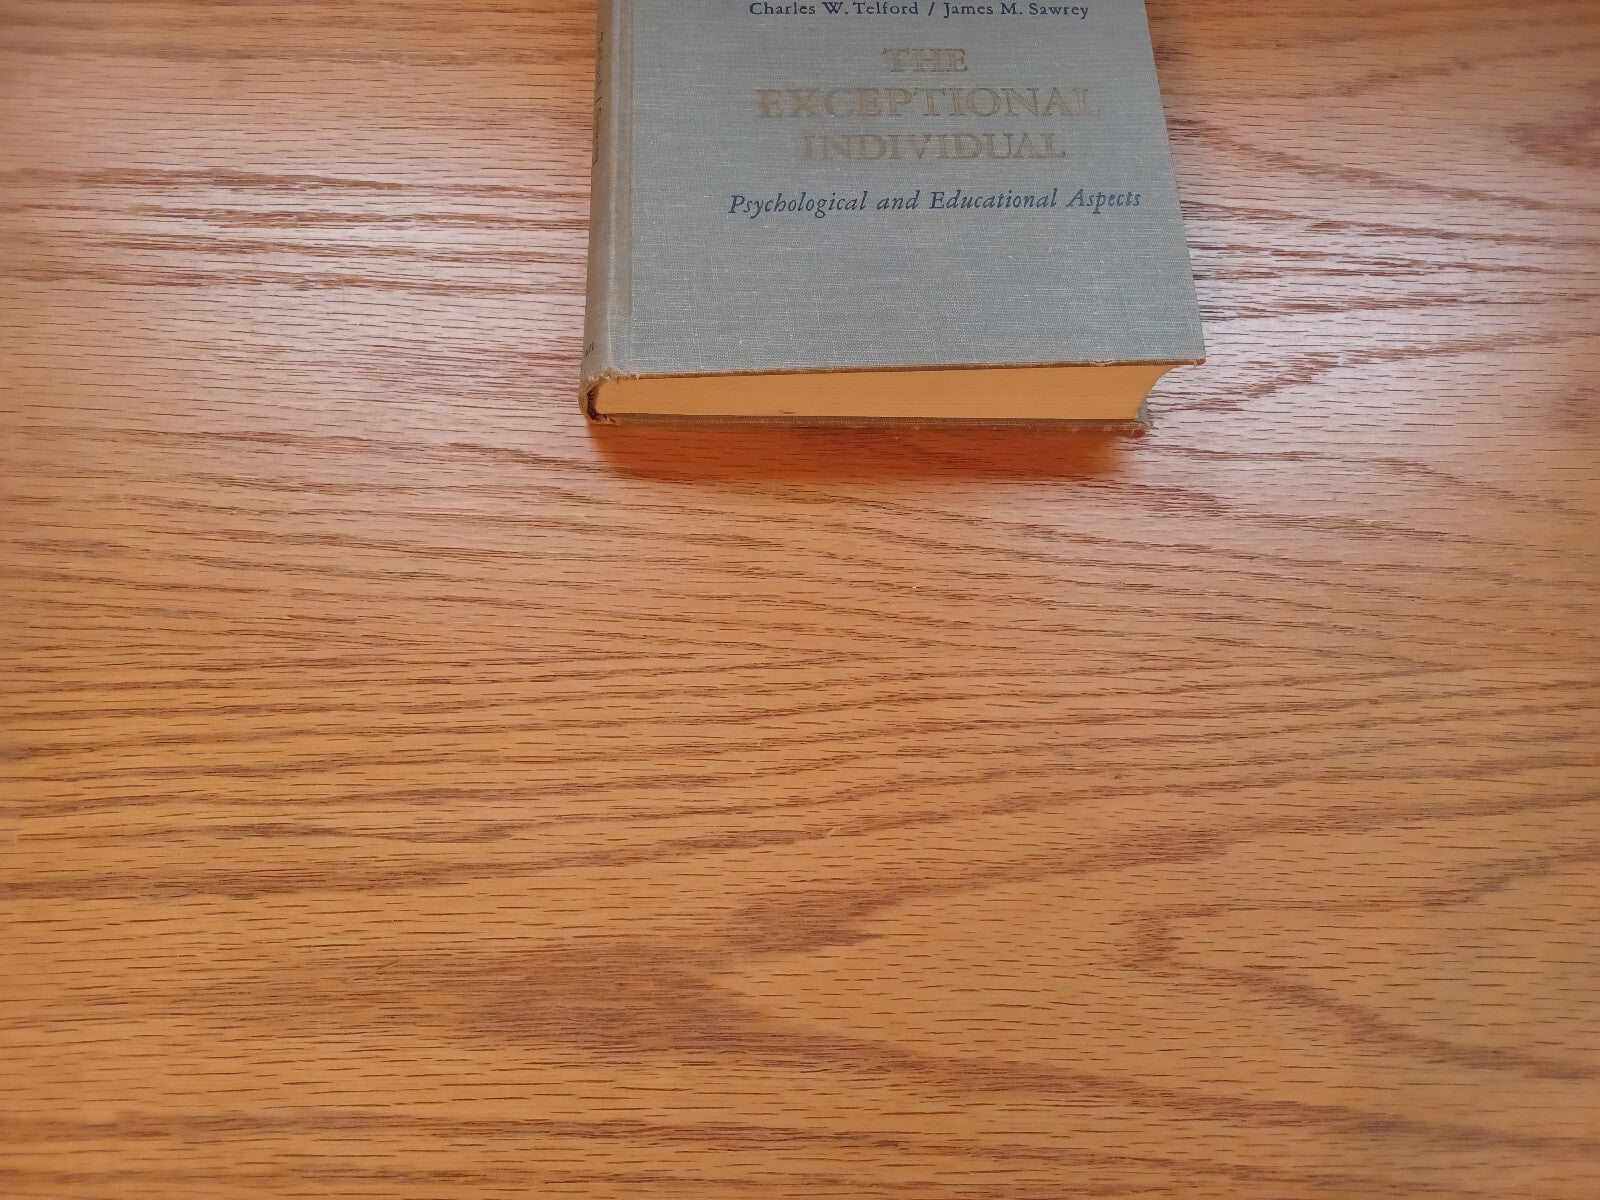 Charles W. Telford / James M. Sawrey
THE
EXCEPTIONAL
INDIVIDUAL
Psychological and Educational Aspects